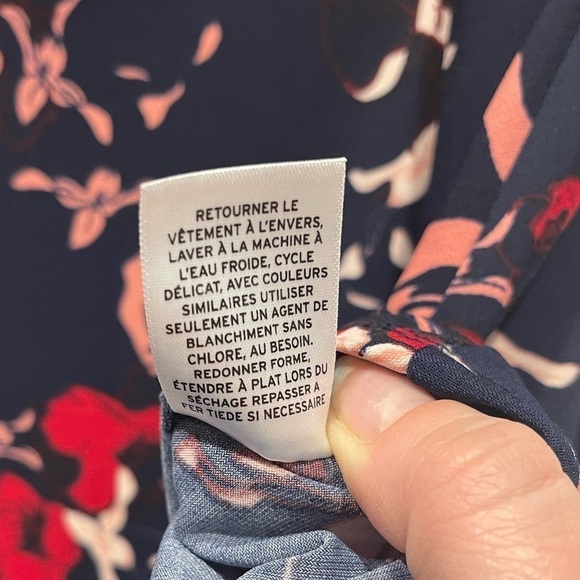 RETOURNER LE
VÊTEMENT À L'ENVERS,
LAVER À LA MACHINE À
L'EAU FROIDE, CYCLE
DÉLICAT, AVEC COULEURS
SIMILAIRES UTILISER
SEULEMENT UN AGENT DE
BLANCHIMENT SANS
CHLORE, AU BESOIN.
REDONNER FORME,
ÉTENDRE À PLAT LORS DU
SÉCHAGE REPASSER A
FER TIEDE SI NECESSAIRE